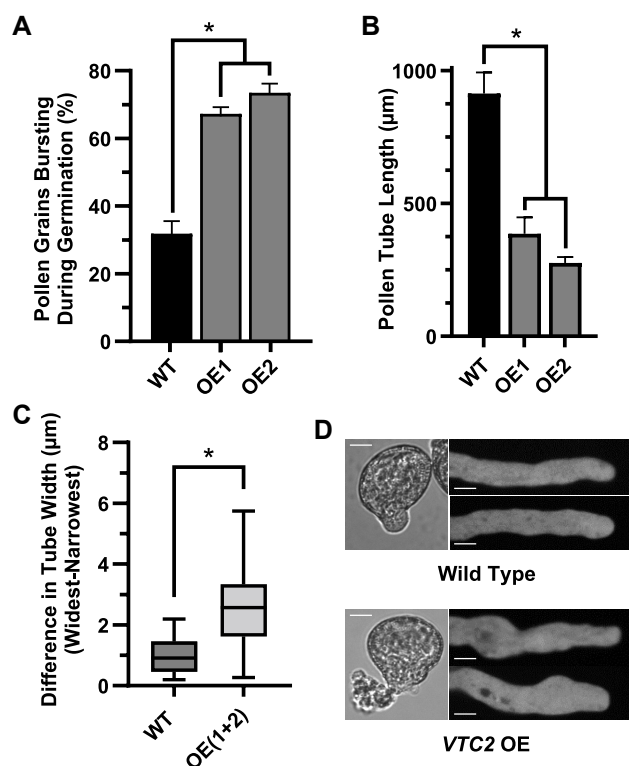 A
*
Pollen Grains Bursting
During Germination (%)
80
60
40
20
0
WT
OE1
OE2
B
*
Pollen Tube Length (µm)
1000
500
0
WT
OE1
OE2
C
*
Difference in Tube Width (µm)
(Widest-Narrowest)
8
6
4
2
0
WT
OE(1+2)
D
Wild Type
VTC2 OE